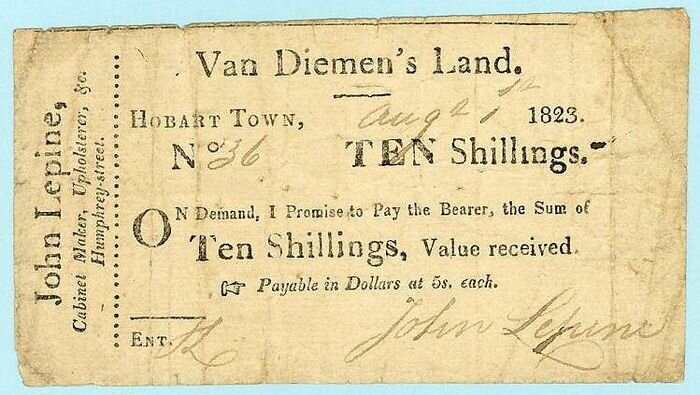 John Lepine,
Cabinet Maker, Upholsterer, &c.
Humphrey-street.
Van Diemen's Land.
HOBART TOWN, Augt 1st 1823.
No. 36 TEN Shillings.-
ON Demand, I Promise to Pay the Bearer, the Sum of
Ten Shillings, Value received.
☞ Payable in Dollars at 5s. each.
ENT. John Lepine